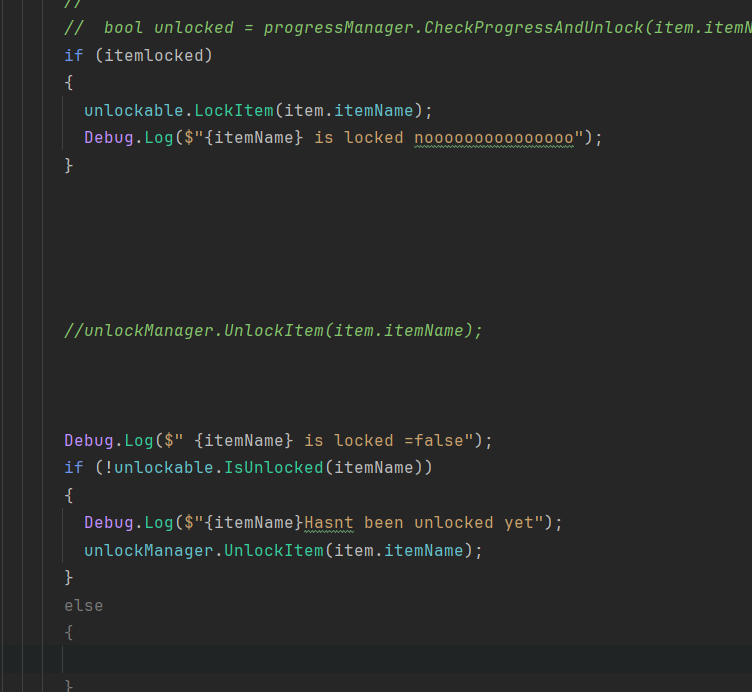 //
//  bool unlocked = progressManager.CheckProgressAndUnlock(item.itemN
if (itemlocked)
{
unlockable.LockItem(item.itemName);
Debug.Log($"{itemName} is locked nooooooooooooooo");
}
//unlockManager.UnlockItem(item.itemName);
Debug.Log($" {itemName} is locked =false");
if (!unlockable.IsUnlocked(itemName))
{
Debug.Log($"{itemName}Hasnt been unlocked yet");
unlockManager.UnlockItem(item.itemName);
}
else
{
}